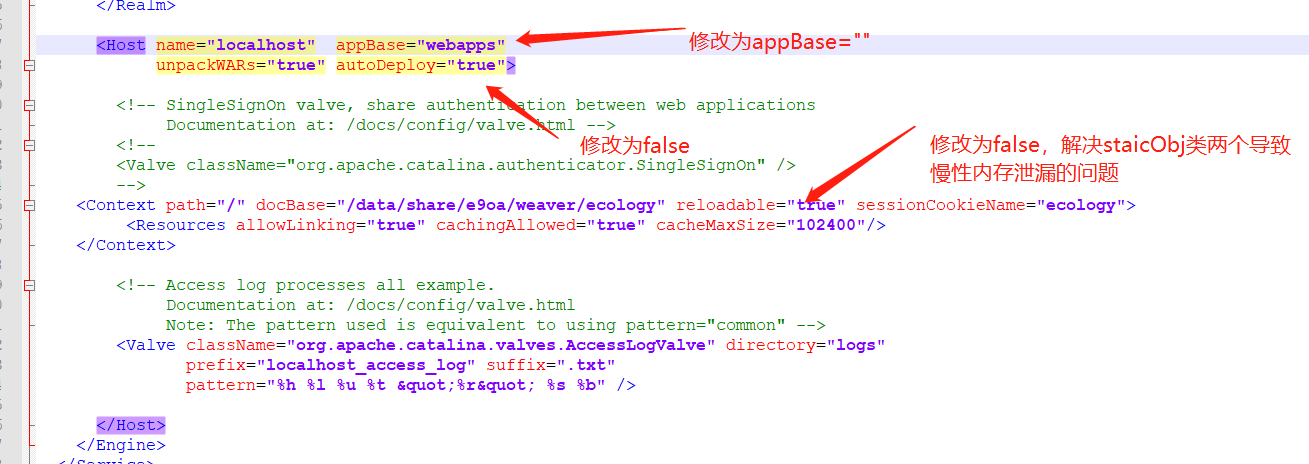 </Realm>
<Host name="localhost"  appBase="webapps"
修改为appBase=""
unpackWARs="true" autoDeploy="true">
<!-- SingleSignOn valve, share authentication between web applications
Documentation at: /docs/config/valve.html -->
<!--
修改为false
修改为false，解决staicObj类两个导致
<Valve className="org.apache.catalina.authenticator.SingleSignOn" />
慢性内存泄漏的问题
-->
<Context path="/" docBase="/data/share/e9oa/weaver/ecology" reloadable="true" sessionCookieName="ecology">
<Resources allowLinking="true" cachingAllowed="true" cacheMaxSize="102400"/>
</Context>
<!-- Access log processes all example.
Documentation at: /docs/config/valve.html
Note: The pattern used is equivalent to using pattern="common" -->
<Valve className="org.apache.catalina.valves.AccessLogValve" directory="logs"
prefix="localhost_access_log" suffix=".txt"
pattern="%h %l %u %t &quot;%r&quot; %s %b" />
</Host>
</Engine>
</Service>